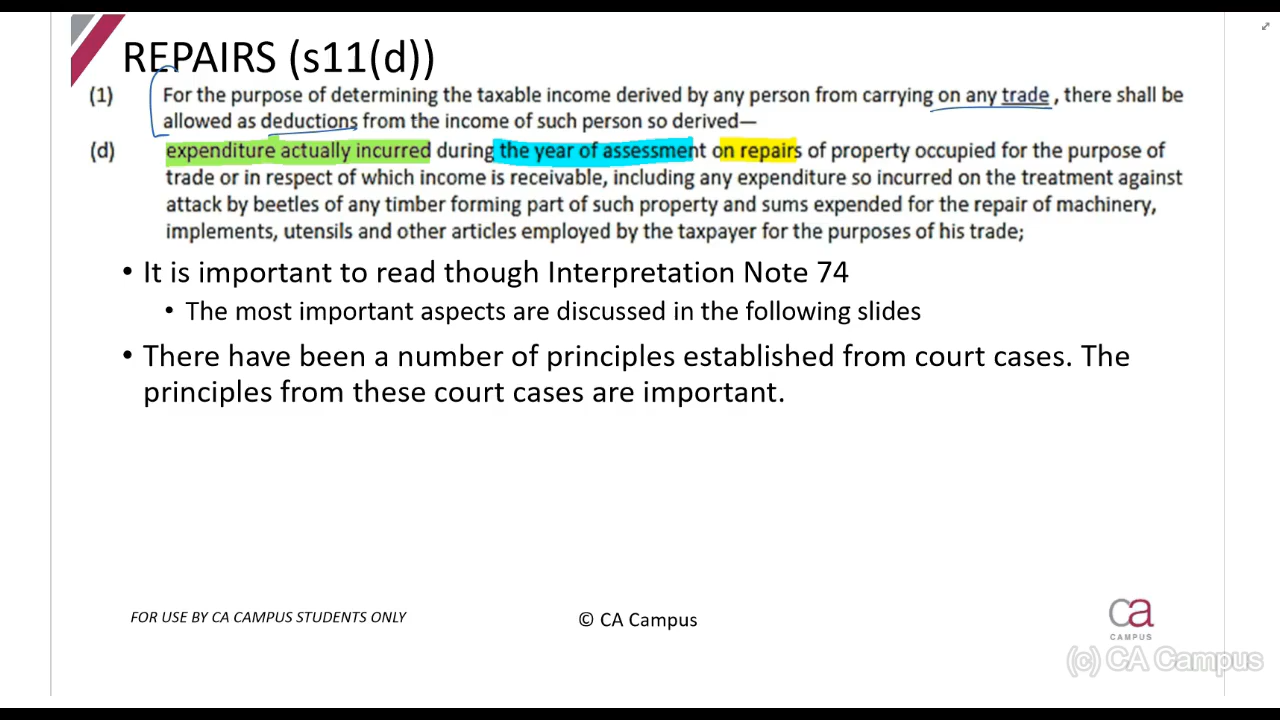 REPAIRS (s11(d))
(1) For the purpose of determining the taxable income derived by any person from carrying on any trade , there shall be
allowed as deductions from the income of such person so derived—
(d) expenditure actually incurred during the year of assessment on repairs of property occupied for the purpose of
trade or in respect of which income is receivable, including any expenditure so incurred on the treatment against
attack by beetles of any timber forming part of such property and sums expended for the repair of machinery,
implements, utensils and other articles employed by the taxpayer for the purposes of his trade;
• It is important to read though Interpretation Note 74
• The most important aspects are discussed in the following slides
• There have been a number of principles established from court cases. The
principles from these court cases are important.
FOR USE BY CA CAMPUS STUDENTS ONLY
© CA Campus
ca
CAMPUS
(c) CA Campus